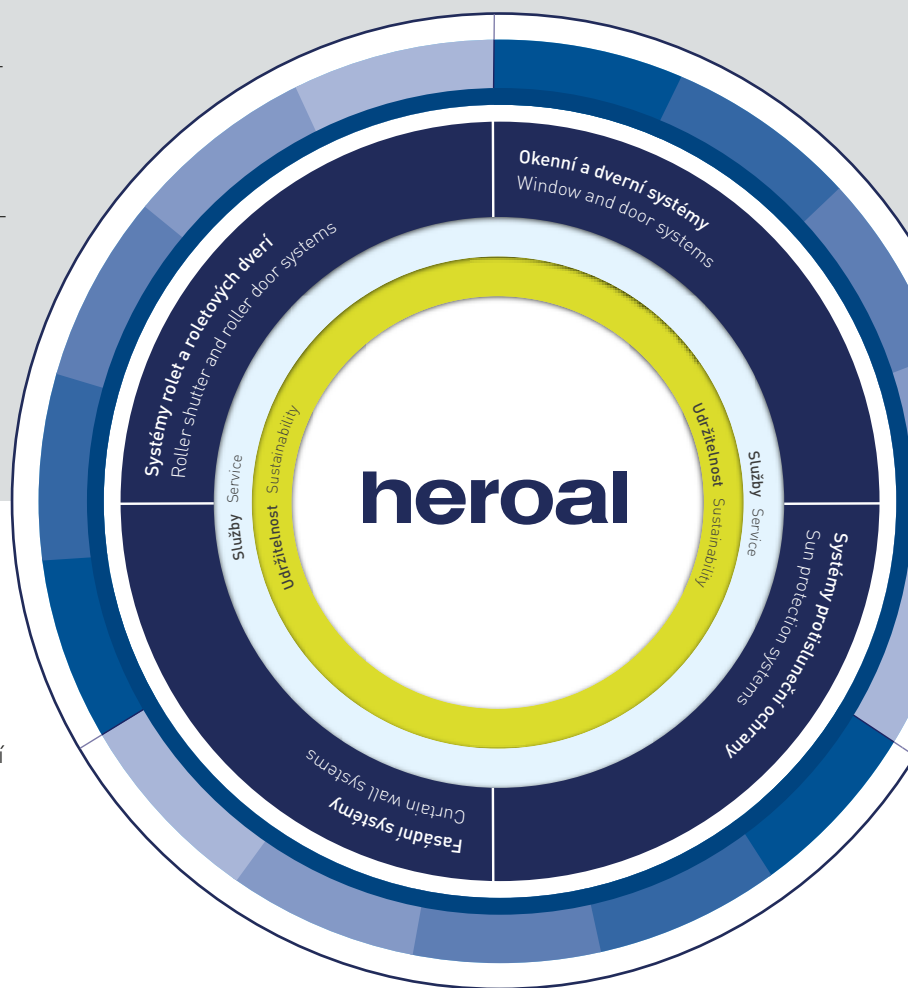 Okenní a dverní systémy
Window and door systems
Systémy rolet a roletových dverí
Roller shutter and roller door systems
Služby Service
Udržitelnost Sustainability
heroal
Udržitelnost Sustainability
Služby Service
Systémy protisluneční ochrany
Sun protection systems
Fasádní systémy
Curtain wall systems